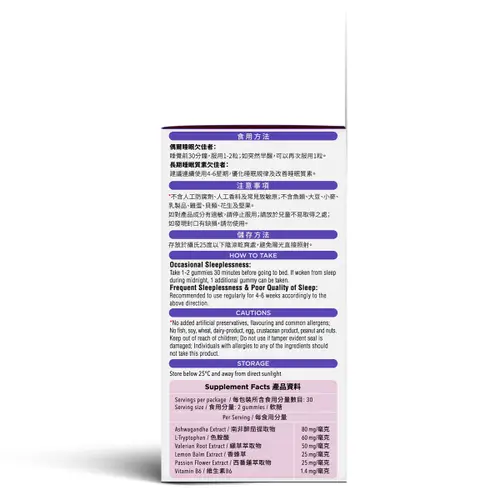 食用方法
偶爾睡眠欠佳者：
睡覺前30分鐘，服用1-2粒；如突然早醒，可以再次服用1粒。
長期睡眠質素欠佳者：
建議連續使用4-6星期，優化睡眠規律及改善睡眠質素。
注意事項
*不含人工防腐劑、人工香料及常見致敏原；不含魚類、大豆、小麥、
乳製品、雞蛋、貝類、花生及堅果。
如對產品成分有過敏，請停止服用；請放於兒童不易取得之處；
如發現封口有缺損，請勿使用。
儲存方法
存放於攝氏25度以下陰涼乾爽處，避免陽光直接照射。
HOW TO TAKE
Occasional Sleeplessness:
Take 1-2 gummies 30 minutes before going to bed. If woken from sleep
during midnight, 1 additional gummy can be taken.
Frequent Sleeplessness & Poor Quality of Sleep:
Recommended to use regularly for 4-6 weeks accordingly to the
above direction.
CAUTIONS
*No added artificial preservatives, flavouring and common allergens;
No fish, soy, wheat, dairy-product, egg, crustacean product, peanut and nuts.
Keep out of reach of children; Do not use if tamper evident seal is
damaged; Individuals with allergies to any of the ingredients should
not take this product.
STORAGE
Store below 25°C and away from direct sunlight
Supplement Facts 產品資料
Servings per package / 每包裝所含食用分量數目: 30
Serving size / 食用分量: 2 gummies / 軟糖
Per Serving / 每食用分量
Ashwagandha Extract / 南非醉茄提取物 80 mg/毫克
L-Tryptophan / 色胺酸 60 mg/毫克
Valerian Root Extract / 纈草萃取物 50 mg/毫克
Lemon Balm Extract / 香蜂草 25 mg/毫克
Passion Flower Extract / 西番蓮萃取物 25 mg/毫克
Vitamin B6 / 維生素B6 1.4 mg/毫克